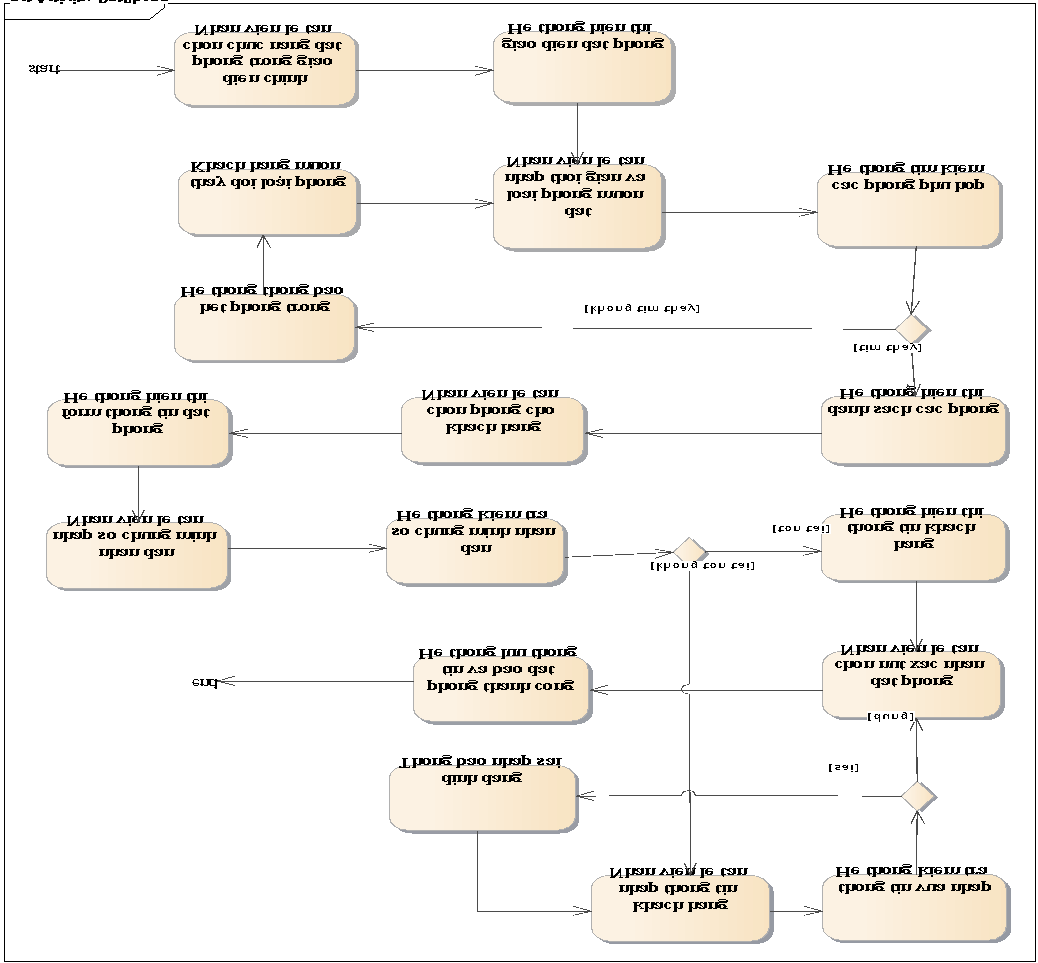 Nhan vien le tan
chon chuc nang dat
phong trong giao
dien chinh
He thong hien thi
giao dien dat phong
start
Khach hang muon
thay doi loai phong
Nhan vien le tan
nhap thoi gian va
loai phong muon
dat
He thong tim kiem
cac phong phu hop
He thong thong bao
het phong trong
[khong tim thay]
[tim thay]
He thong hien thi
form thong tin dat
phong
Nhan vien le tan
chon phong cho
khach hang
He thong hien thi
danh sach cac phong
Nhan vien le tan
nhap so chung minh
nhan dan
He thong kiem tra
so chung minh nhan
dan
[khong ton tai]
[ton tai]
He thong hien thi
thong tin khach
hang
end
He thong luu thong
tin va bao dat
phong thanh cong
Nhan vien le tan
chon nut xac nhan
dat phong
[dung]
Thong bao nhap sai
dinh dang
[sai]
Nhan vien le tan
nhap thong tin
khach hang
He thong kiem tra
thong tin vua nhap